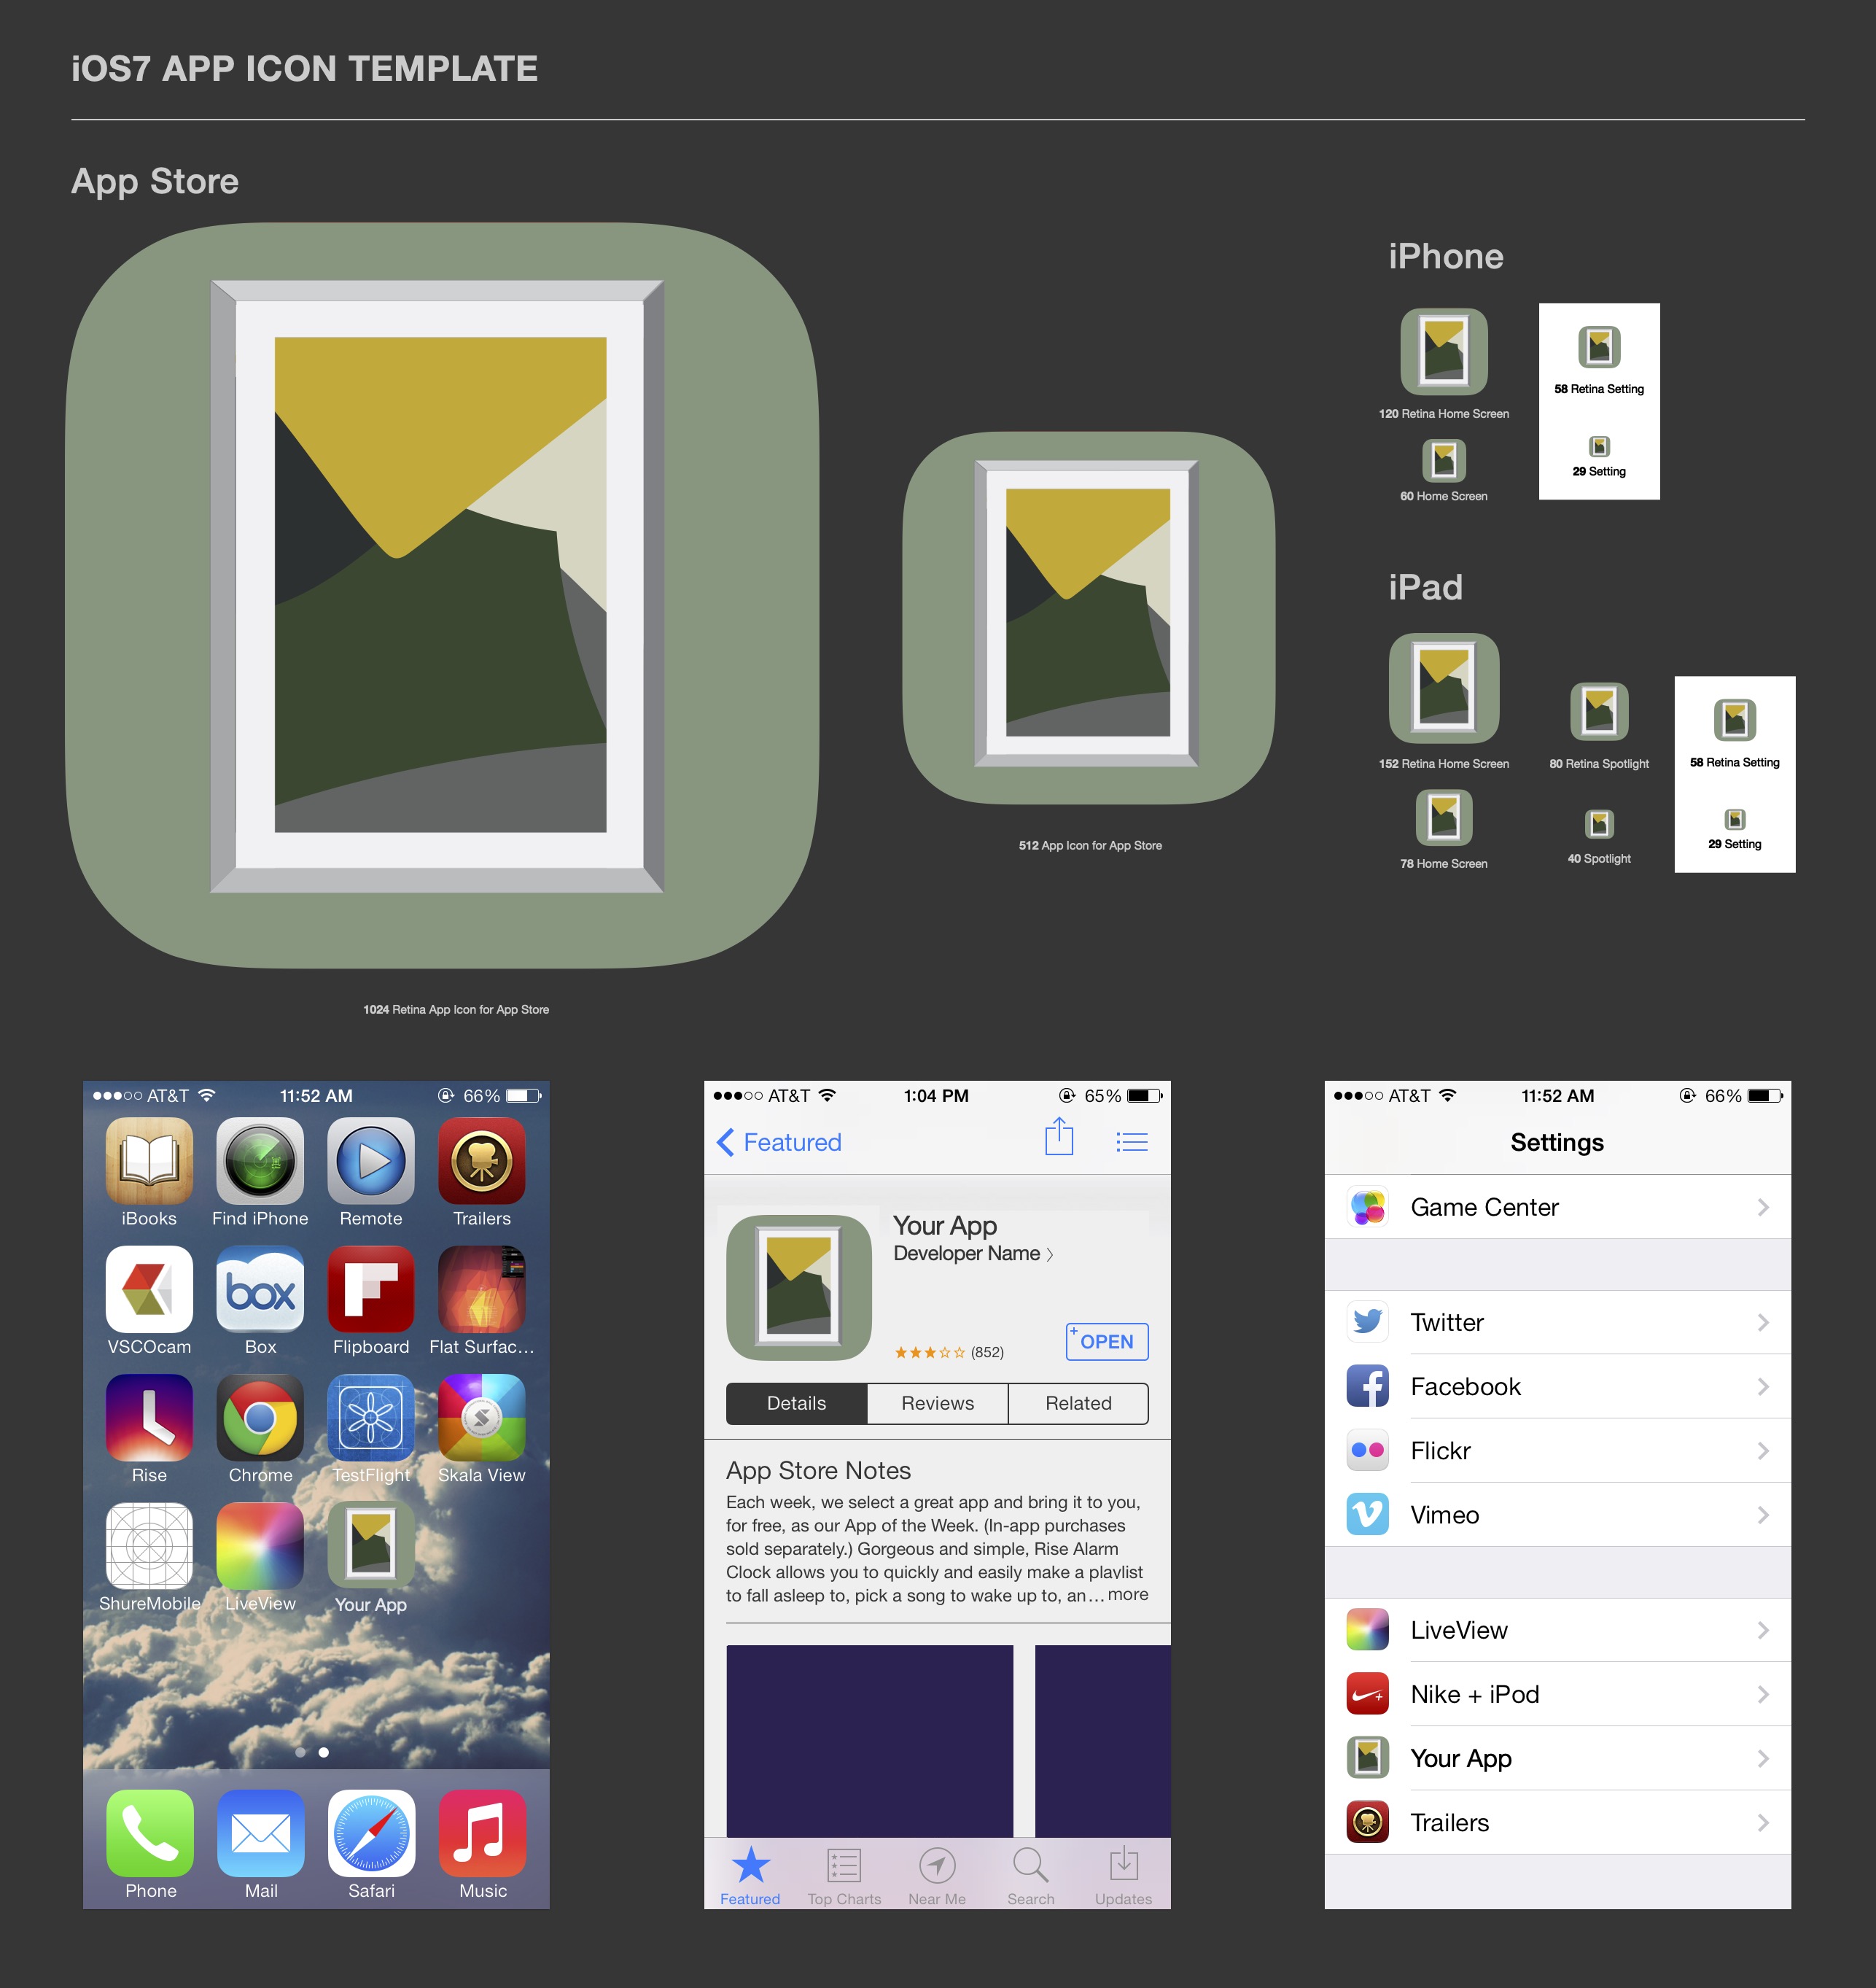 iOS7 APP ICON TEMPLATE
App Store
1024 Retina App Icon for App Store
512 App Icon for App Store
iPhone
120 Retina Home Screen
58 Retina Setting
60 Home Screen
29 Setting
iPad
152 Retina Home Screen
80 Retina Spotlight
58 Retina Setting
78 Home Screen
40 Spotlight
29 Setting
AT&T 11:52 AM 66%
iBooks Find iPhone Remote Trailers
box
VSCOcam Box Flipboard Flat Surfac...
Rise Chrome TestFlight Skala View
ShureMobile LiveView Your App
Phone Mail Safari Music
AT&T 1:04 PM 65%
Featured
Your App
Developer Name
(852)
+OPEN
Details Reviews Related
App Store Notes
Each week, we select a great app and bring it to you,
for free, as our App of the Week. (In-app purchases
sold separately.) Gorgeous and simple, Rise Alarm
Clock allows you to quickly and easily make a playlist
to fall asleep to, pick a song to wake up to, an... more
Featured Top Charts Near Me Search Updates
AT&T 11:52 AM 66%
Settings
Game Center
Twitter
Facebook
Flickr
Vimeo
LiveView
Nike + iPod
Your App
Trailers